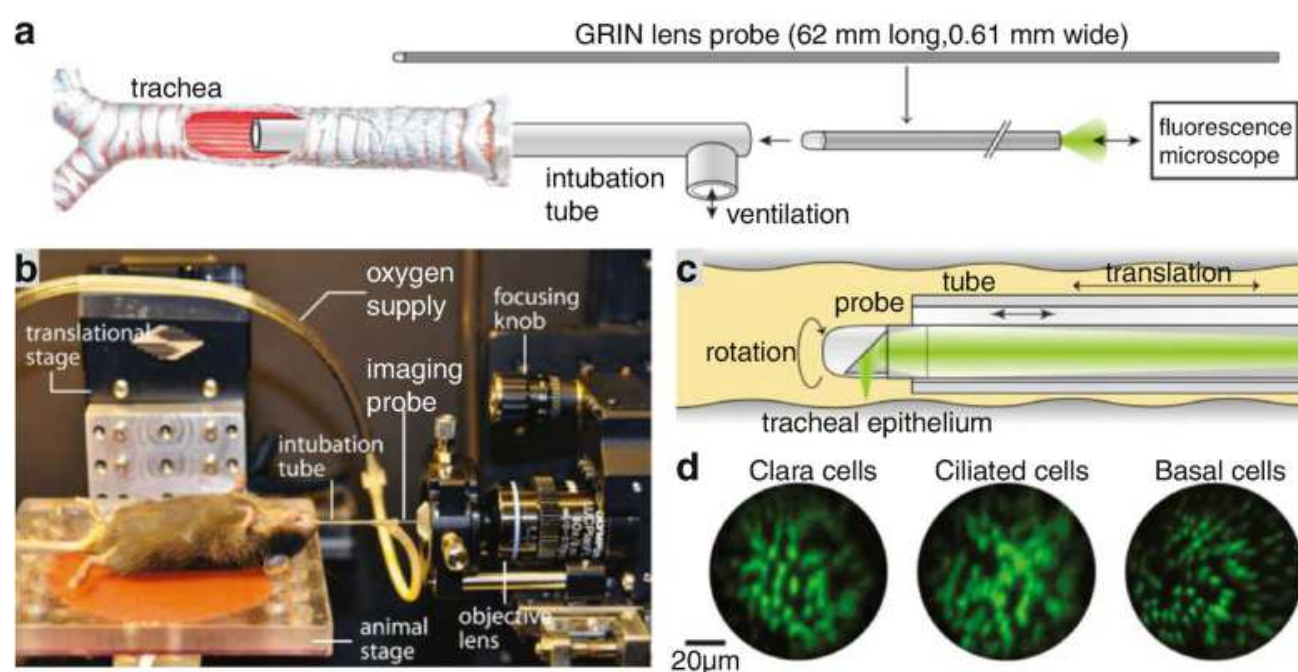 a
GRIN lens probe (62 mm long,0.61 mm wide)
trachea
fluorescence
microscope
intubation
tube
ventilation
b
oxygen
supply
focusing
knob
translational
stage
imaging
probe
intubation
tube
objective
lens
animal
stage
c
tube
translation
probe
rotation
tracheal epithelium
d
Clara cells
Ciliated cells
Basal cells
20μm